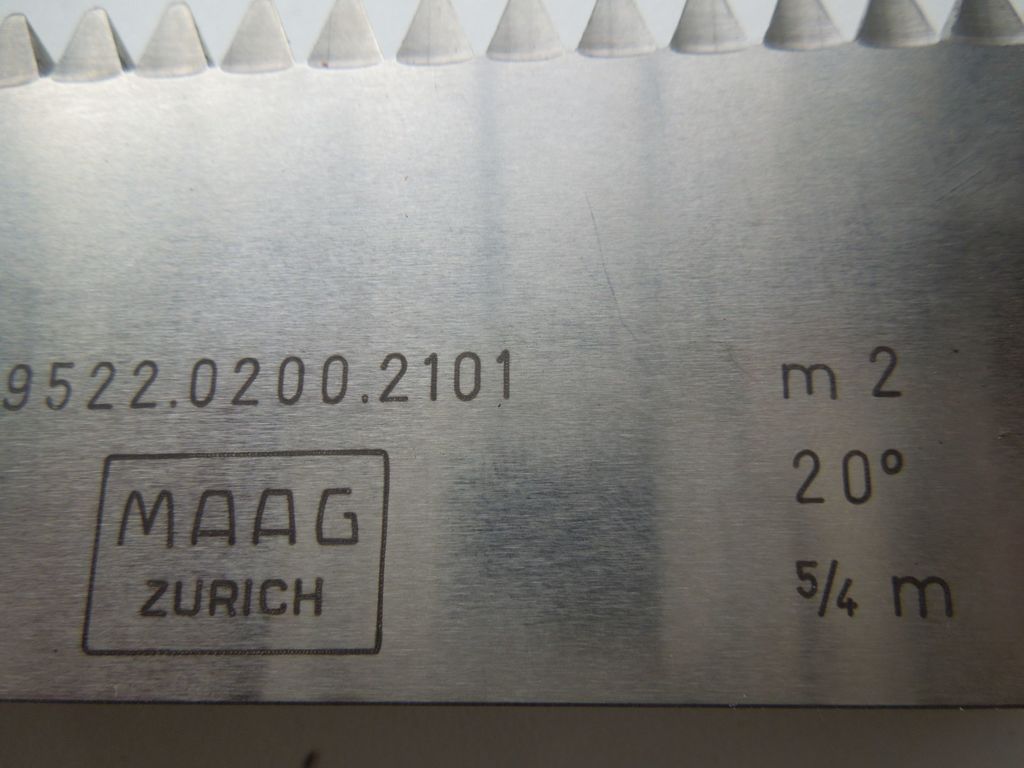 9522.0200.2101
MAAG
ZURICH
m 2
20°
5/4 m